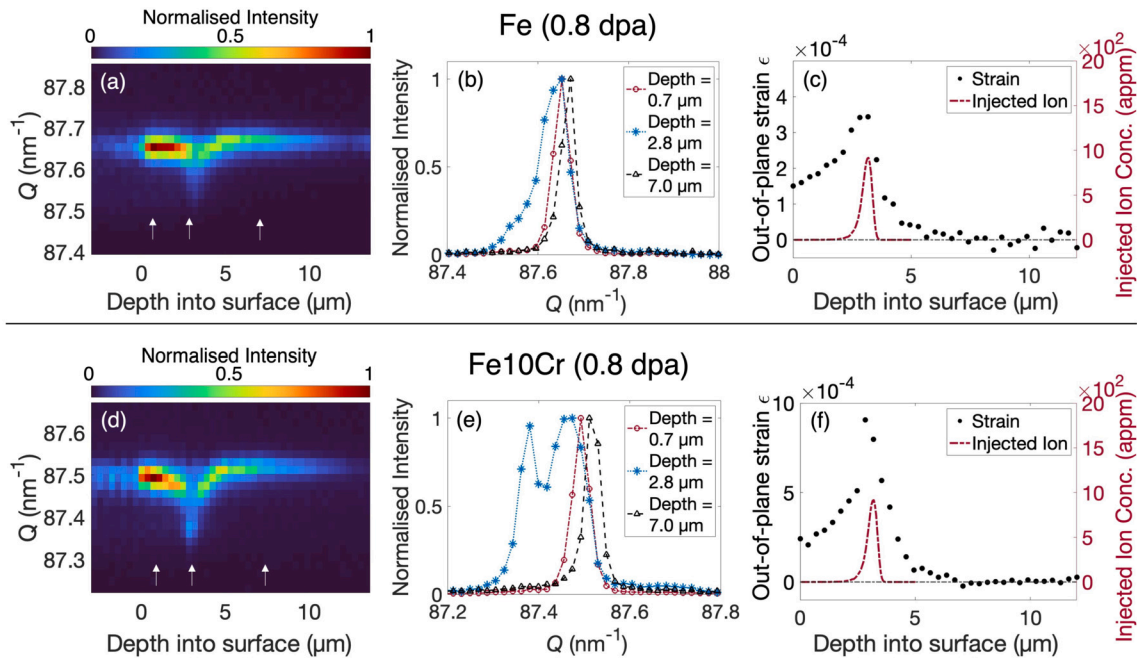 Normalised Intensity
0 0.5 1
Fe (0.8 dpa)
(a)
87.8
87.7
87.6
87.5
87.4
Q (nm⁻¹)
0 5 10
Depth into surface (µm)
(b)
1
0.5
0
Normalised Intensity
Depth =
0.7 µm
Depth =
2.8 µm
Depth =
7.0 µm
87.4 87.6 87.8 88
Q (nm⁻¹)
×10⁻⁴
×10²
(c)
Strain
Injected Ion
6
4
2
0
Out-of-plane strain ϵ
20
15
10
5
0
Injected Ion Conc. (appm)
0 5 10
Depth into surface (µm)
Normalised Intensity
0 0.5 1
Fe10Cr (0.8 dpa)
(d)
87.6
87.5
87.4
87.3
Q (nm⁻¹)
0 5 10
Depth into surface (µm)
(e)
1
0.5
0
Normalised Intensity
Depth =
0.7 µm
Depth =
2.8 µm
Depth =
7.0 µm
87.2 87.4 87.6 87.8
Q (nm⁻¹)
×10⁻⁴
×10²
(f)
Strain
Injected Ion
10
5
0
Out-of-plane strain ϵ
20
15
10
5
0
Injected Ion Conc. (appm)
0 5 10
Depth into surface (µm)